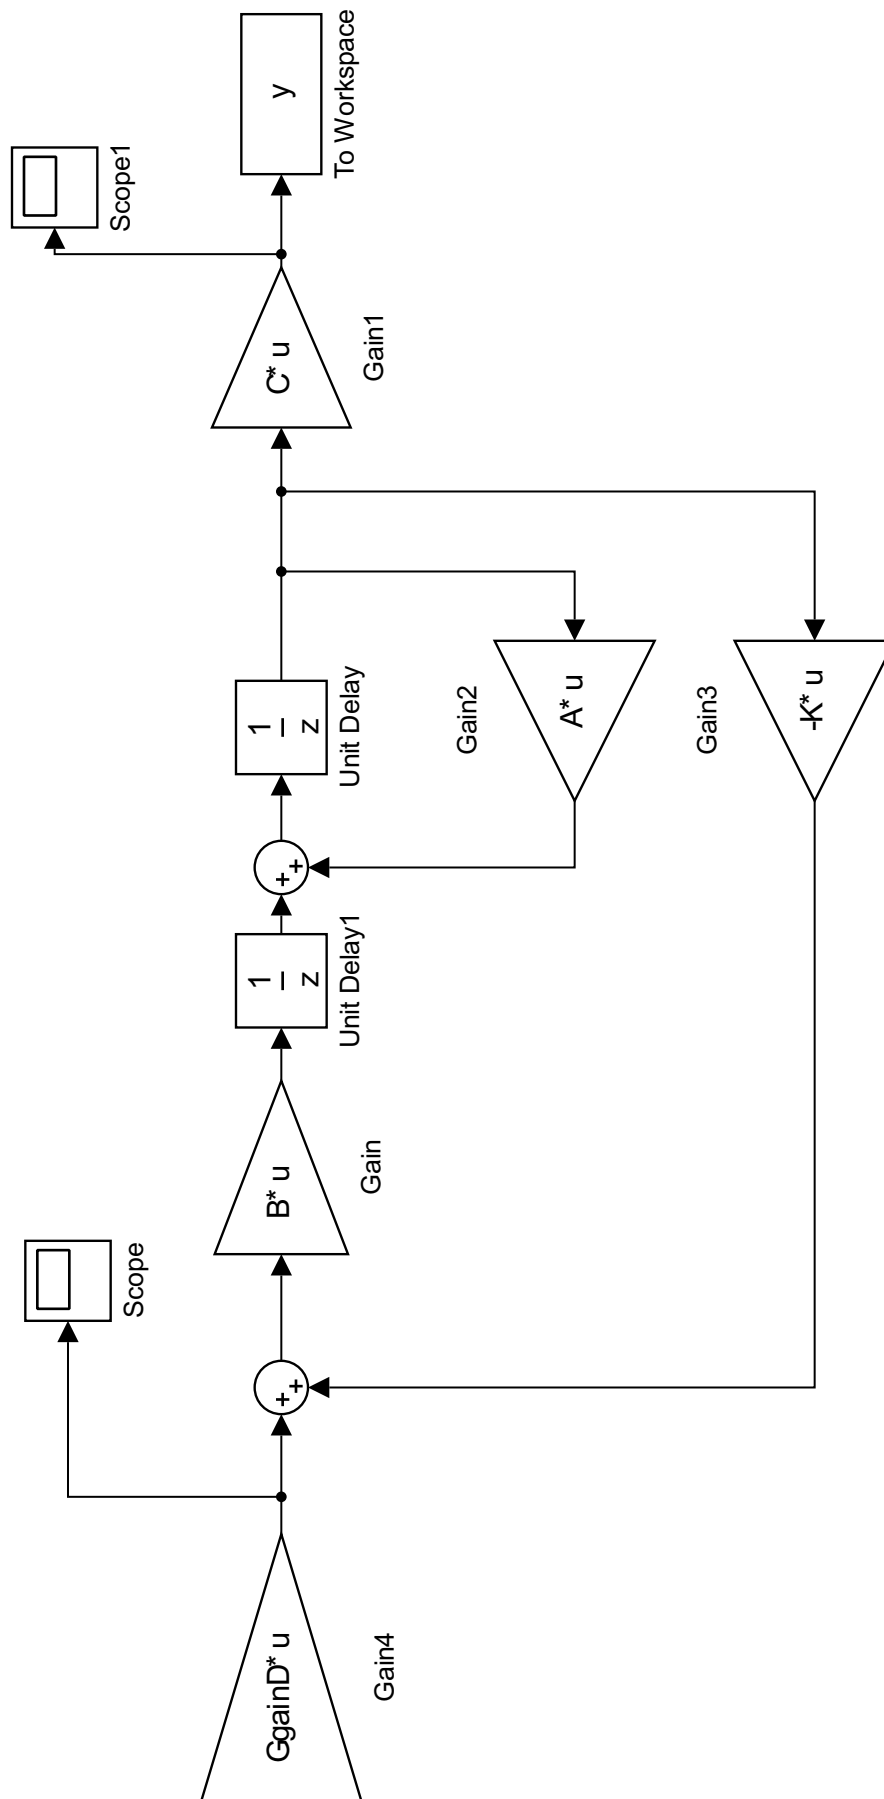 y
To Workspace
Scope1
C* u
Gain1
1
z
Unit Delay
A* u
Gain2
-K* u
Gain3
+
+
1
z
Unit Delay1
B* u
Gain
Scope
+
+
GgainD* u
Gain4